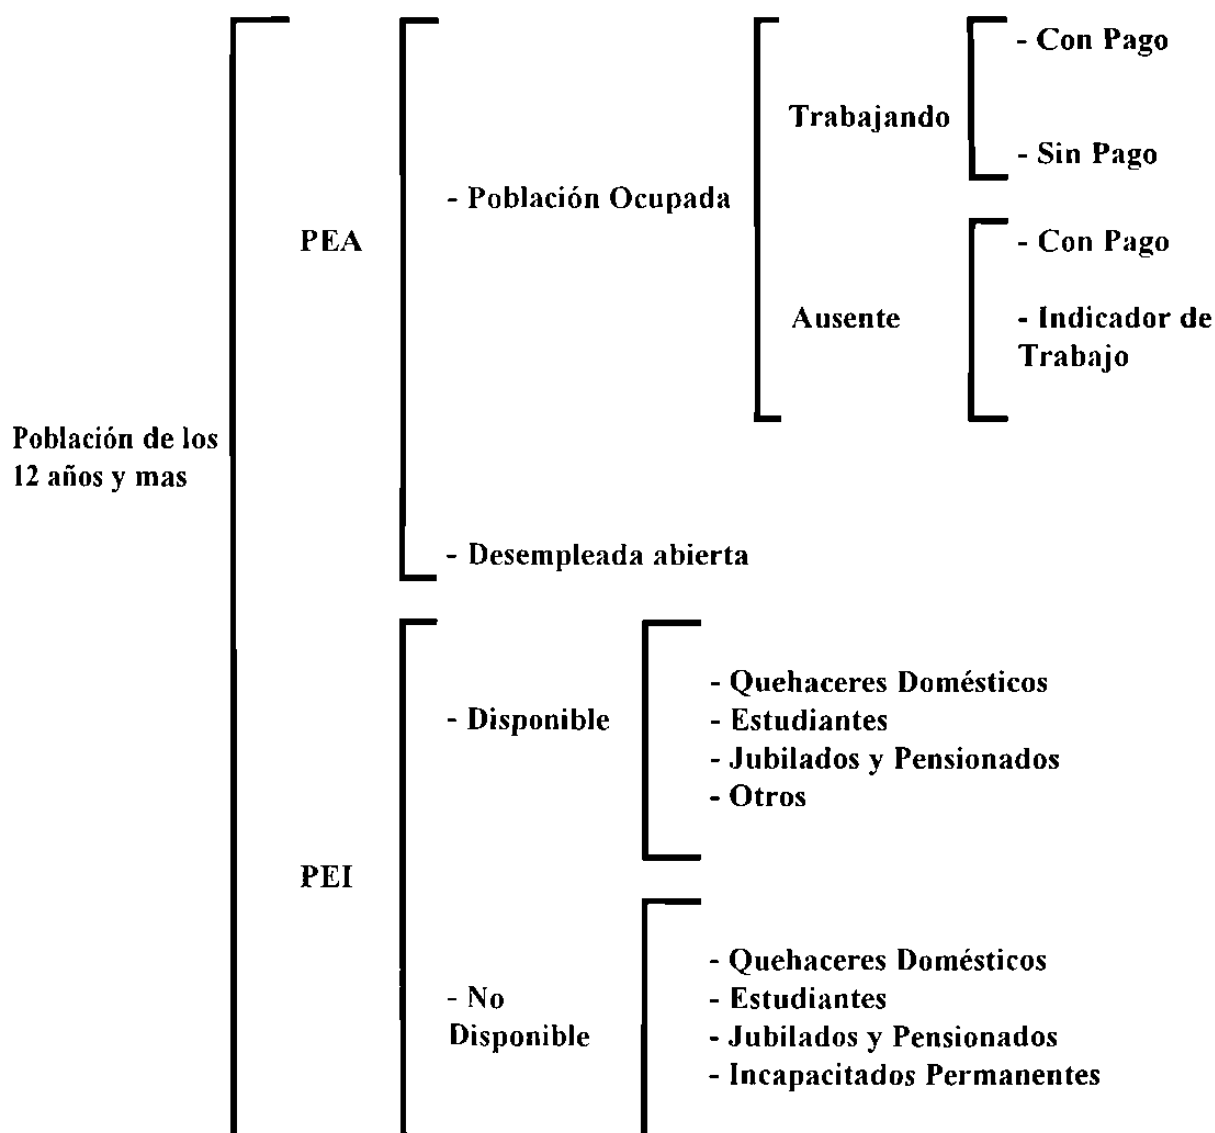 Población de los
12 años y mas
PEA
- Población Ocupada
Trabajando
- Con Pago
- Sin Pago
Ausente
- Con Pago
- Indicador de
Trabajo
- Desempleada abierta
PEI
- Disponible
- Quehaceres Domésticos
- Estudiantes
- Jubilados y Pensionados
- Otros
- No
Disponible
- Quehaceres Domésticos
- Estudiantes
- Jubilados y Pensionados
- Incapacitados Permanentes